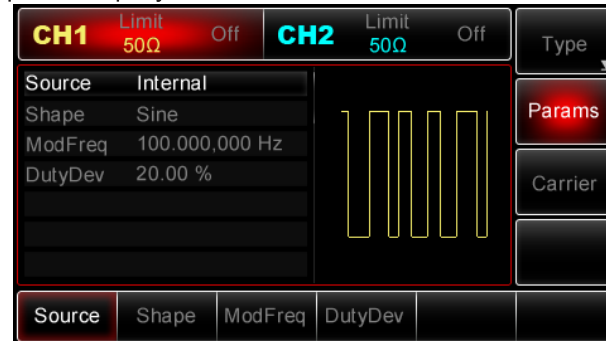 CH1 Limit 50Ω Off CH2 Limit 50Ω Off
Type
Source Internal
Shape Sine
ModFreq 100.000,000 Hz
DutyDev 20.00 %
Params
Carrier
Source Shape ModFreq DutyDev